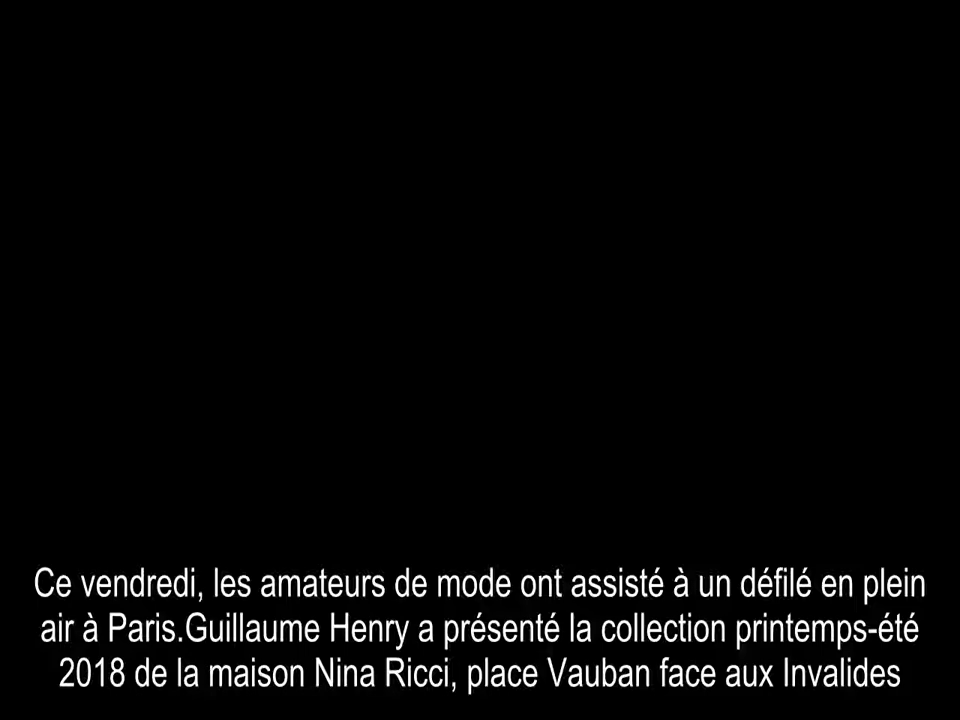 Ce vendredi, les amateurs de mode ont assisté à un défilé en plein
air à Paris.Guillaume Henry a présenté la collection printemps-été
2018 de la maison Nina Ricci, place Vauban face aux Invalides